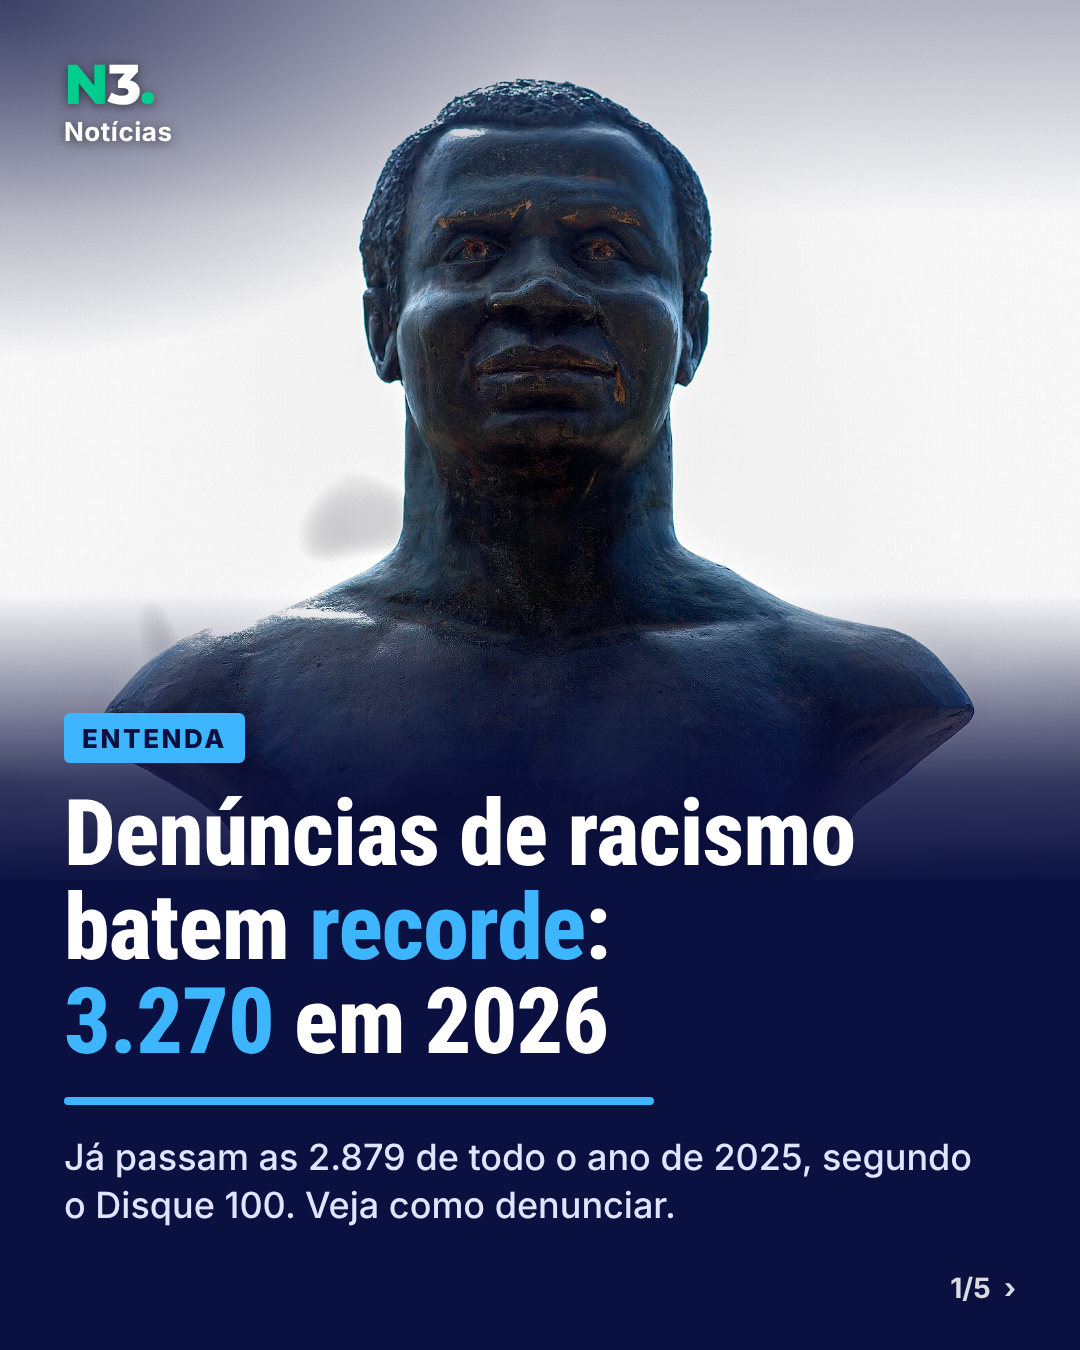 N3.
Notícias
ENTENDA
Denúncias de racismo
batem recorde:
3.270 em 2026
Já passam as 2.879 de todo o ano de 2025, segundo
o Disque 100. Veja como denunciar.
1/5 ›